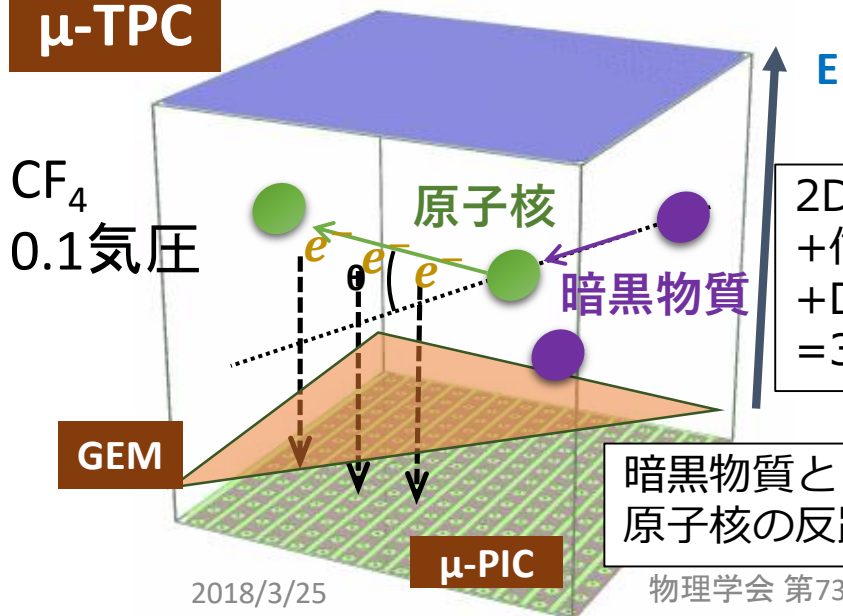 μ-TPC
E
CF₄
0.1気圧
原子核
e⁻ e⁻ e⁻
θ
暗黒物質
2D
+
+D
=3
GEM
暗黒物質と
原子核の反
μ-PIC
2018/3/25
物理学会 第73